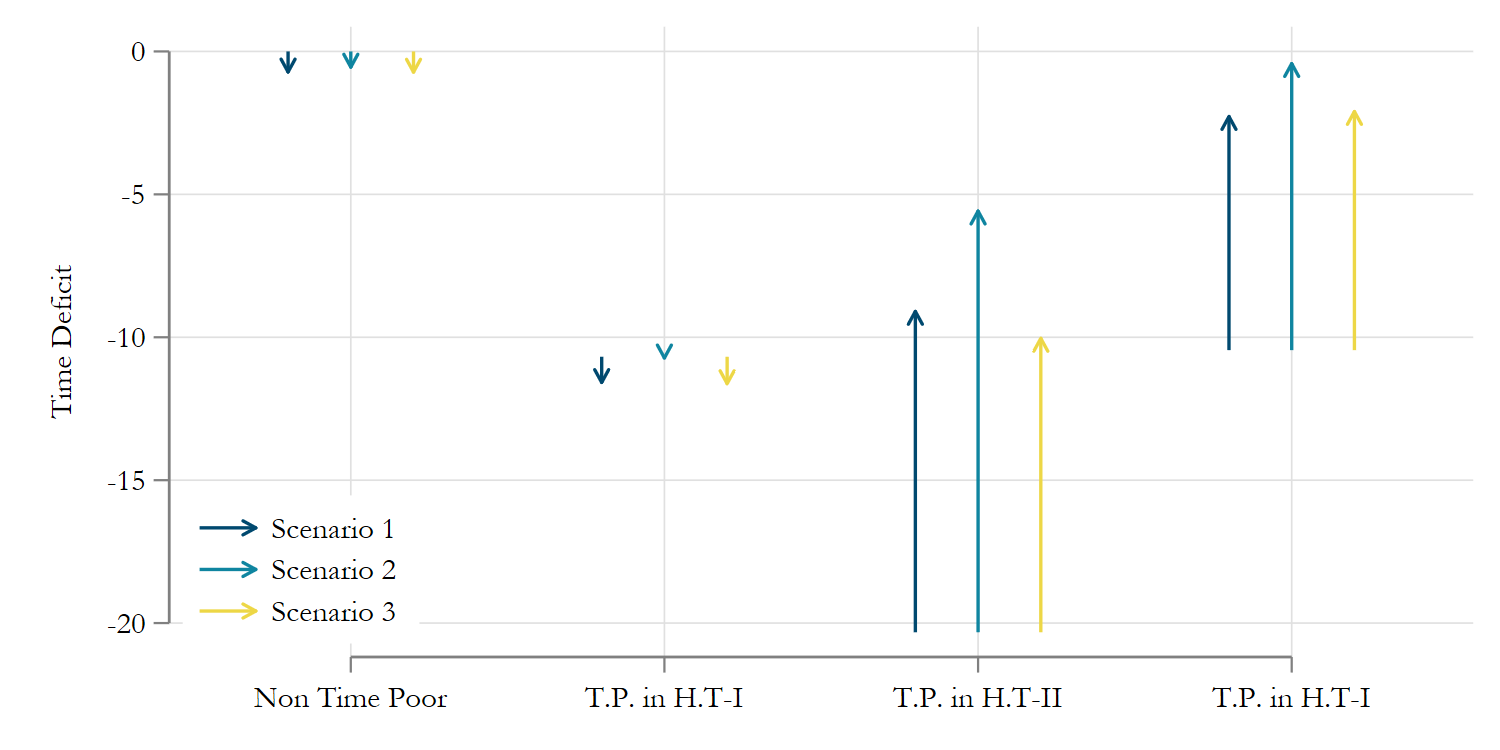 0
-5
-10
-15
-20
Time Deficit
Scenario 1
Scenario 2
Scenario 3
Non Time Poor
T.P. in H.T-I
T.P. in H.T-II
T.P. in H.T-I